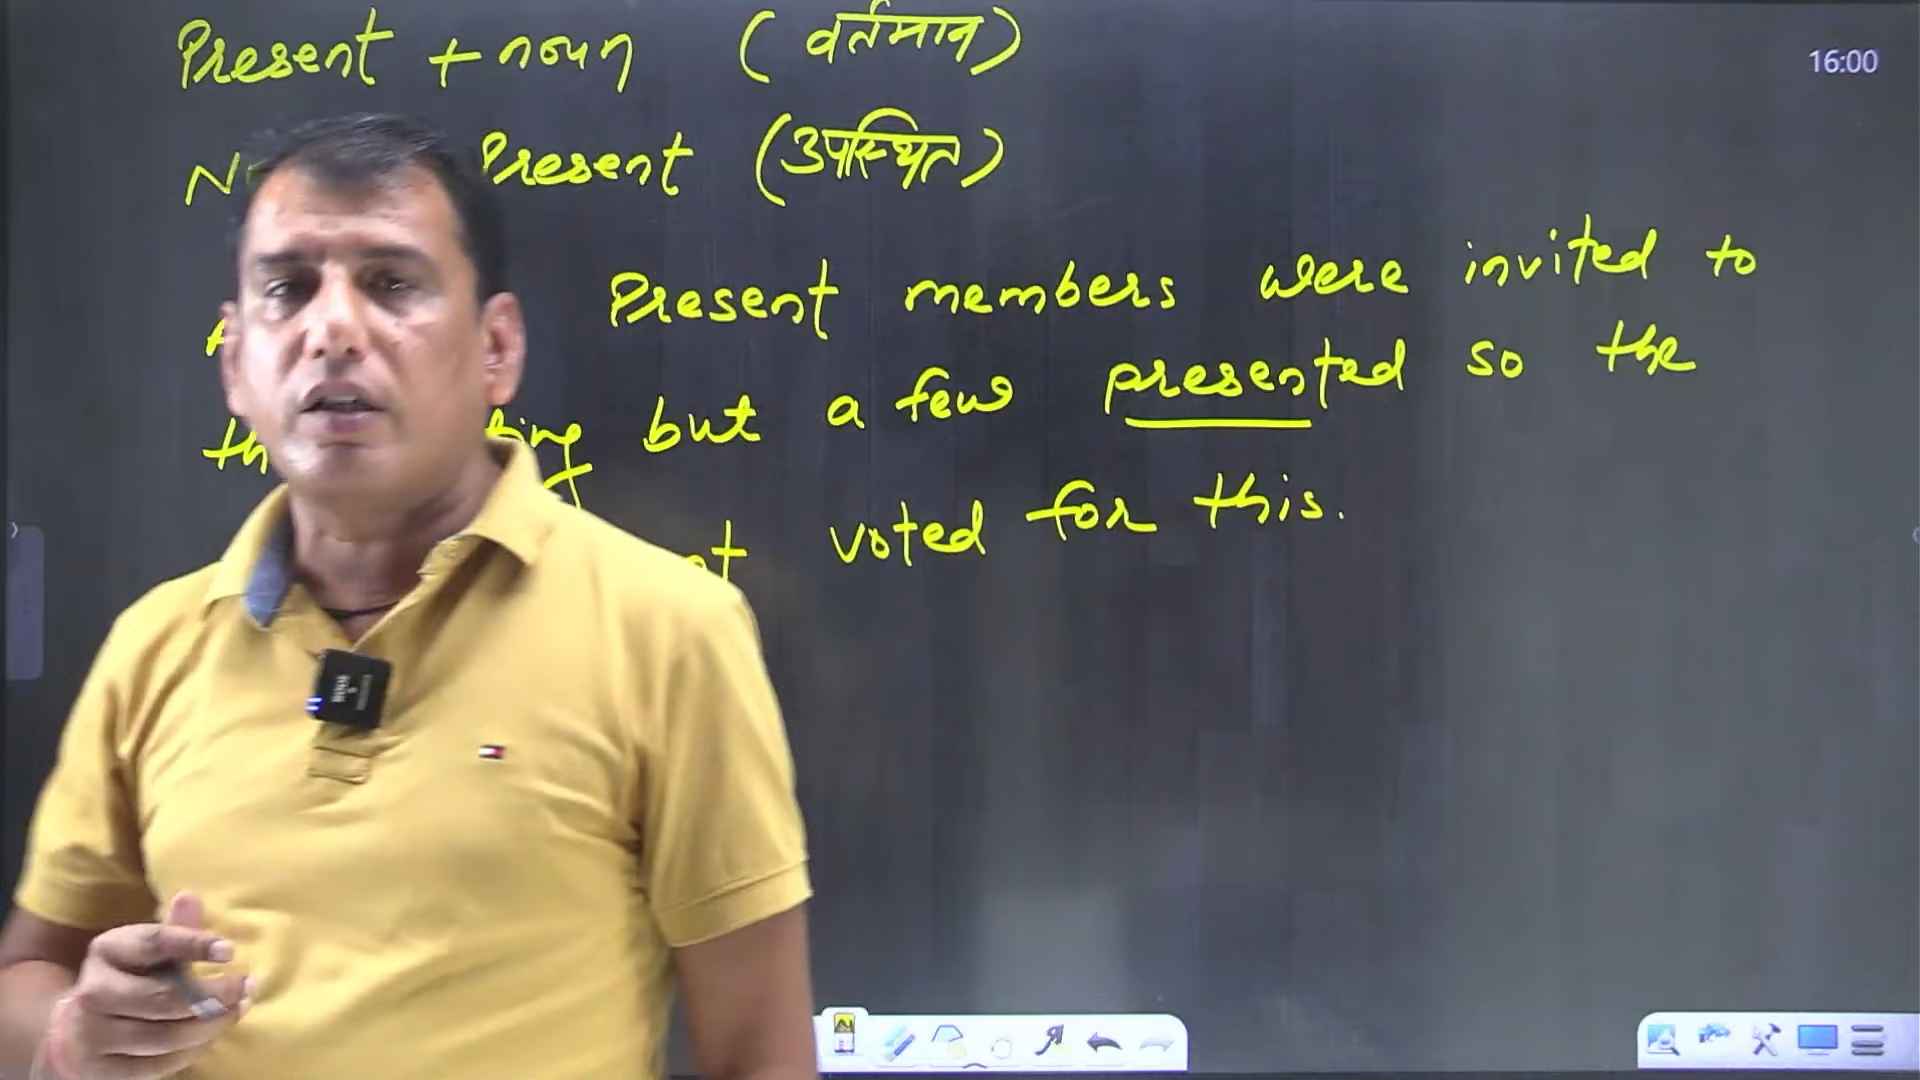 Present + noun (वर्तमान)
Present (उपस्थित)
16:00
Present members were invited to
but a few presented so the
voted for this.